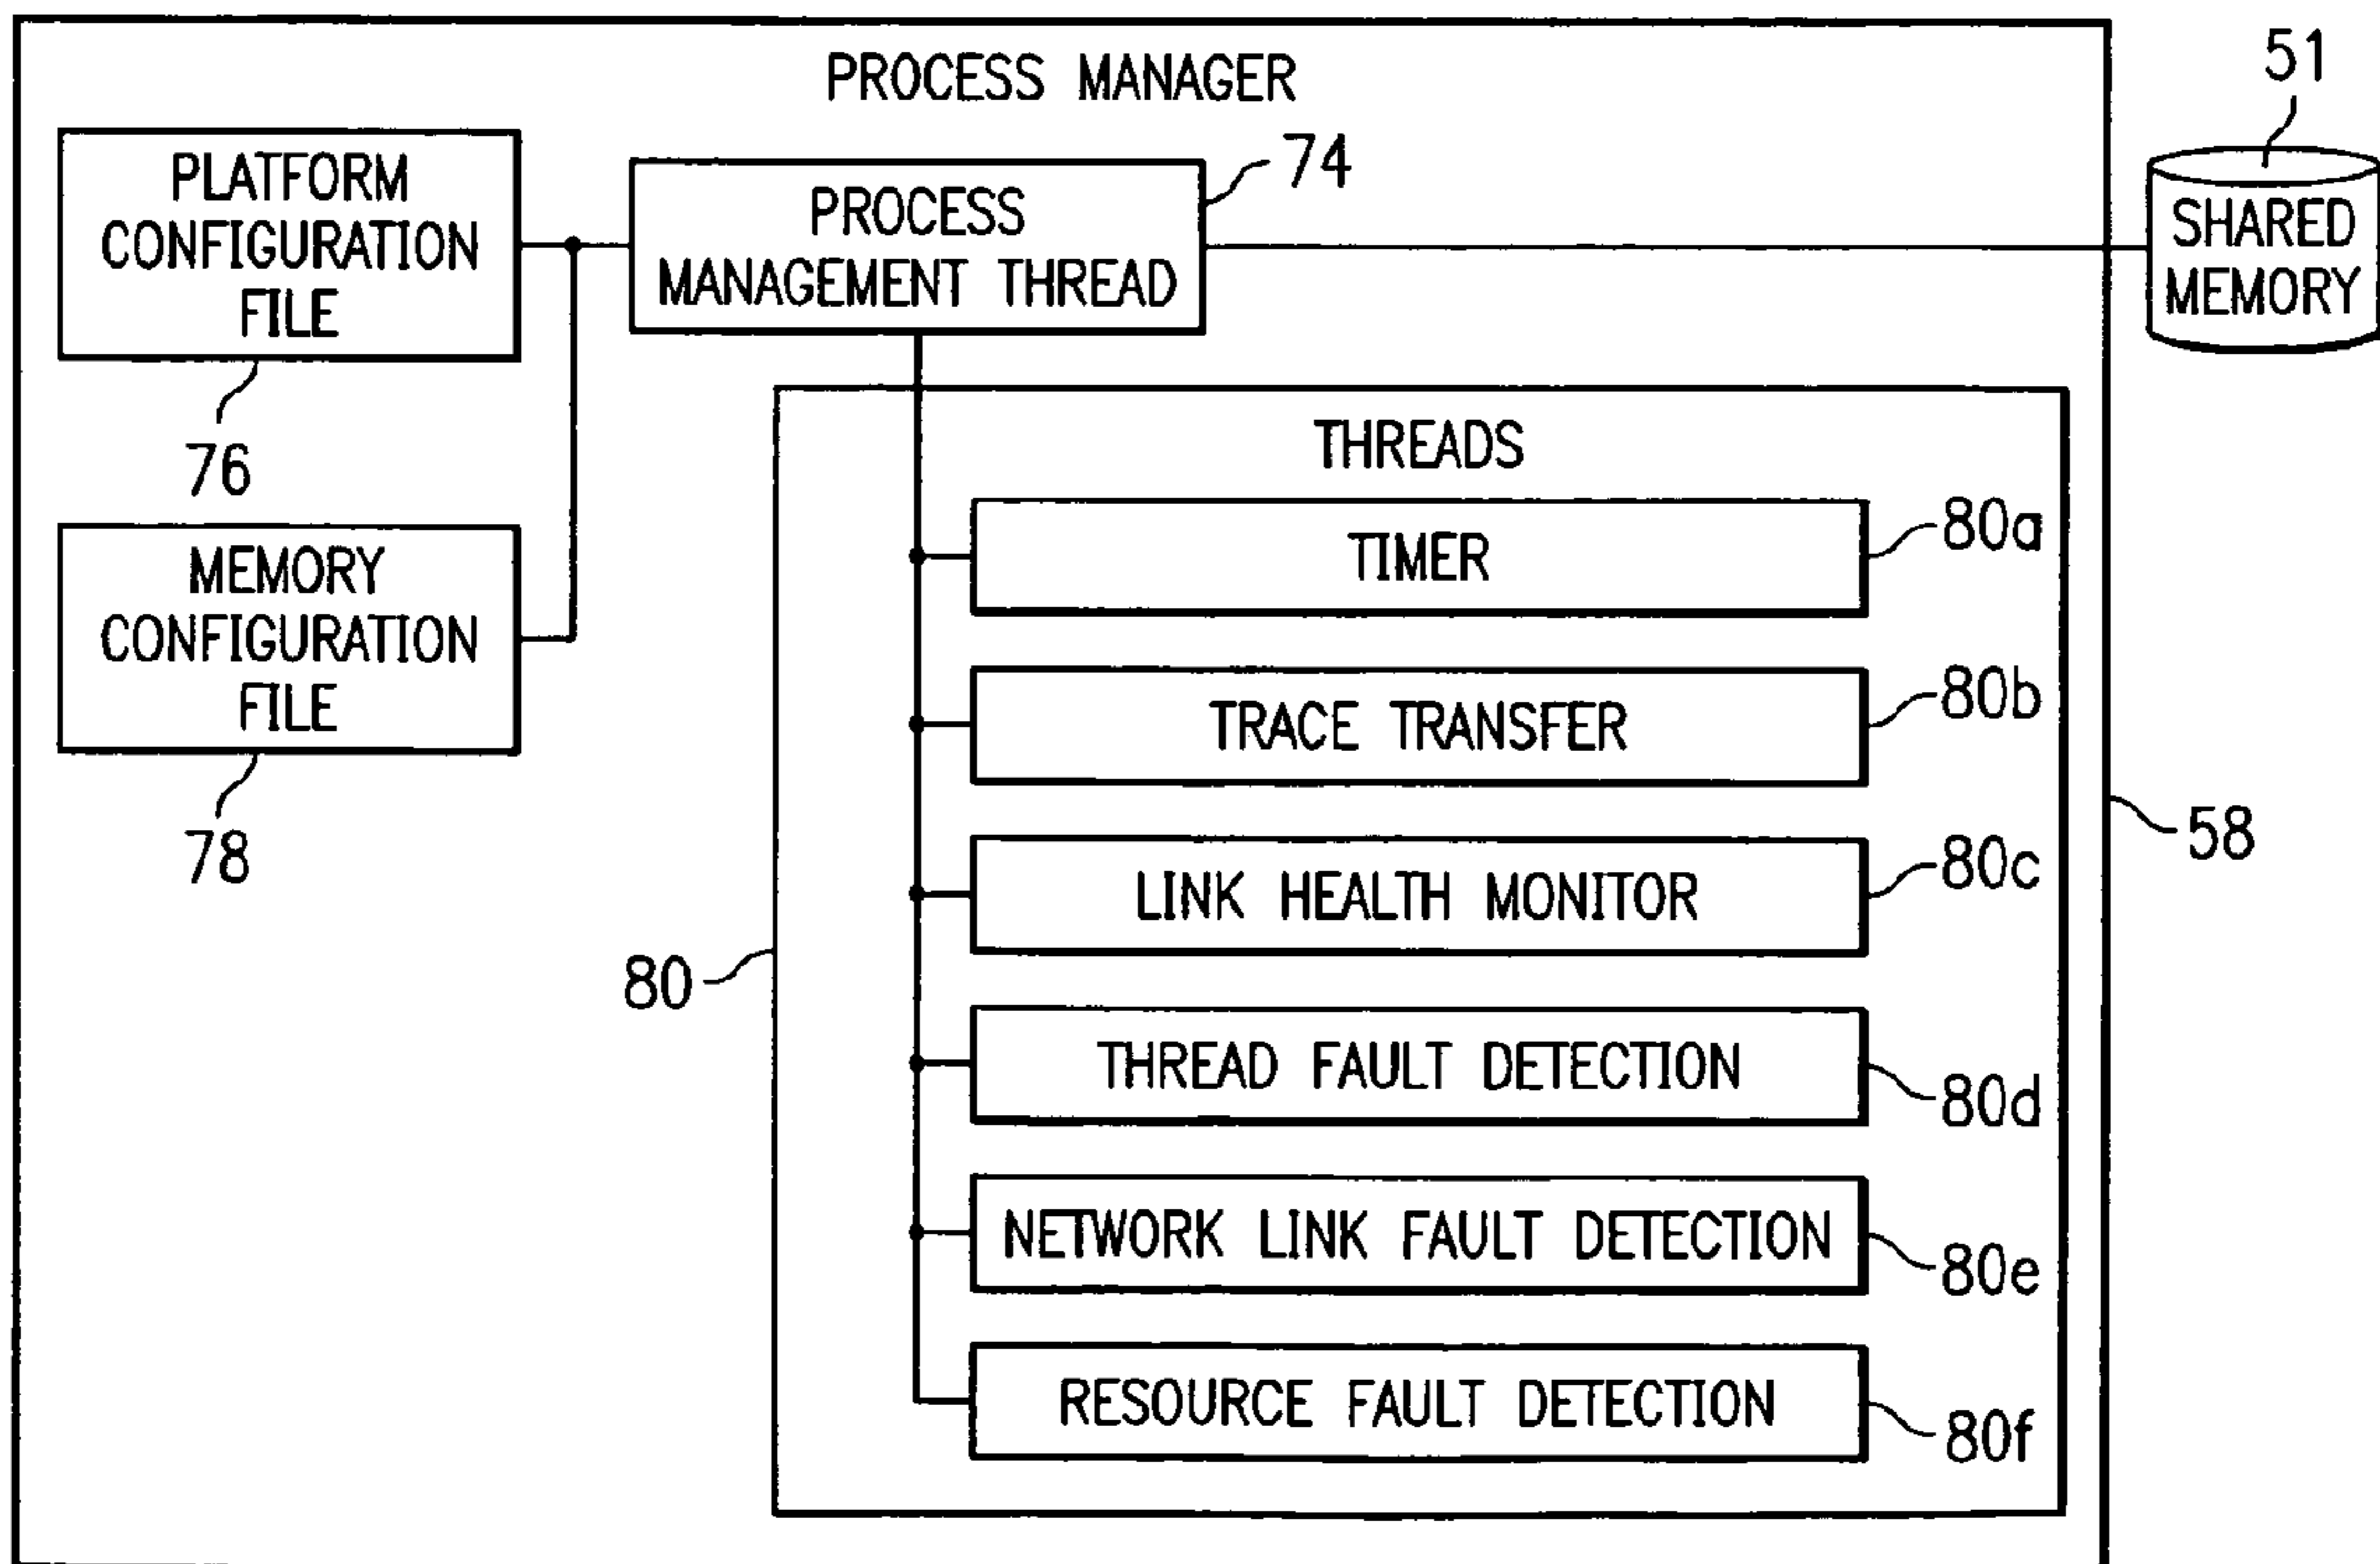 PROCESS MANAGER
51
PLATFORM
CONFIGURATION
FILE
76
PROCESS
MANAGEMENT THREAD
74
SHARED
MEMORY
MEMORY
CONFIGURATION
FILE
78
THREADS
TIMER
80a
TRACE TRANSFER
80b
LINK HEALTH MONITOR
80c
58
80
THREAD FAULT DETECTION
80d
NETWORK LINK FAULT DETECTION
80e
RESOURCE FAULT DETECTION
80f